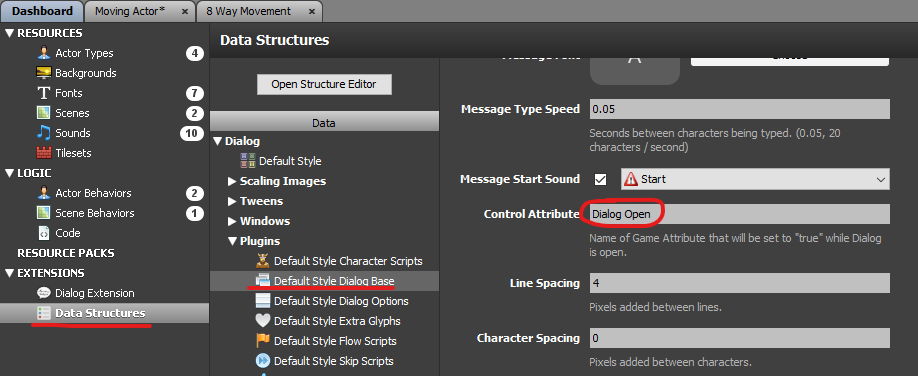 Dashboard
Moving Actor* ×
8 Way Movement ×
RESOURCES
Actor Types 4
Backgrounds
Fonts 7
Scenes 2
Sounds 10
Tilesets
LOGIC
Actor Behaviors 2
Scene Behaviors 1
Code
RESOURCE PACKS
EXTENSIONS
Dialog Extension
Data Structures
Data Structures
Open Structure Editor
Data
Dialog
Default Style
Scaling Images
Tweens
Windows
Plugins
Default Style Character Scripts
Default Style Dialog Base
Default Style Dialog Options
Default Style Extra Glyphs
Default Style Flow Scripts
Default Style Skip Scripts
Message Font
A
Message Type Speed 0.05
Seconds between characters being typed. (0.05, 20
characters / second)
Message Start Sound Start
Control Attribute Dialog Open
Name of Game Attribute that will be set to "true" while Dialog
is open.
Line Spacing 4
Pixels added between lines.
Character Spacing 0
Pixels added between characters.